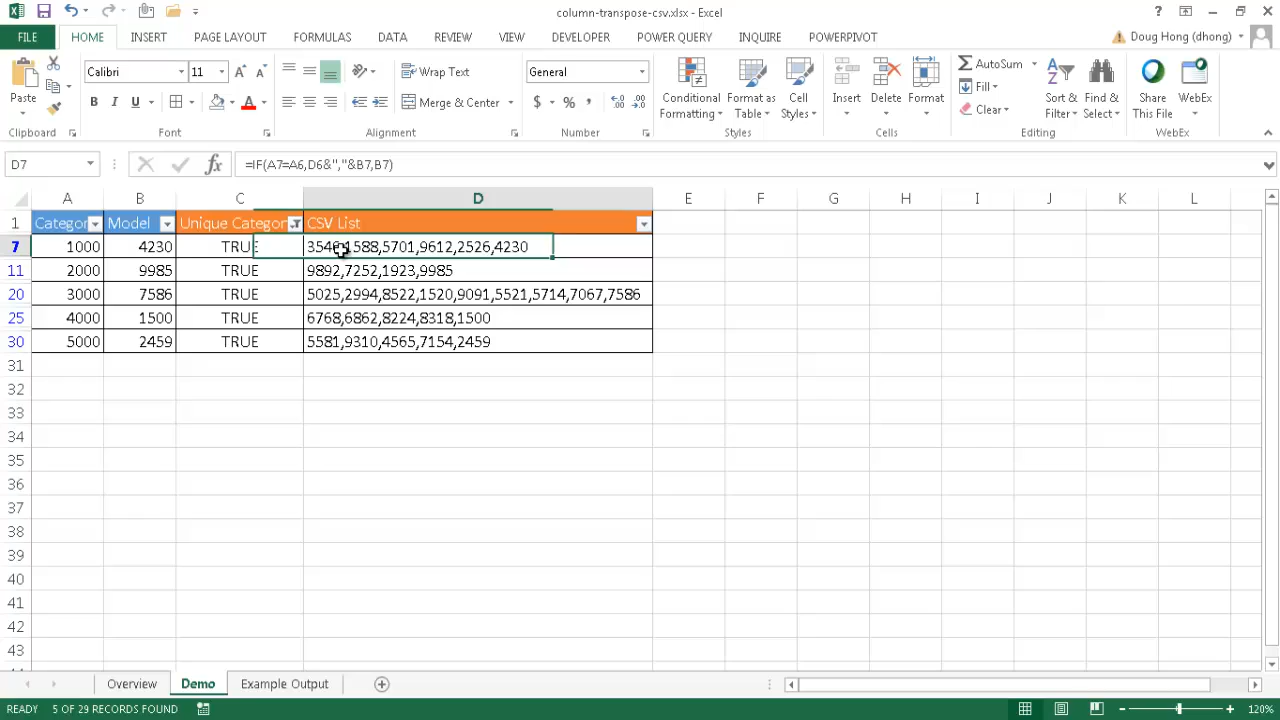 column-transpose-csv.xlsx - Excel
FILE HOME INSERT PAGE LAYOUT FORMULAS DATA REVIEW VIEW DEVELOPER POWER QUERY INQUIRE POWERPIVOT Doug Hong (dhong)
Paste Calibri 11 Wrap Text General Conditional Formatting Format as Table Cell Styles Insert Delete Format AutoSum Fill Clear Sort & Filter Find & Select Share This File WebEx
B I U A Merge & Center $ % ,
Clipboard Font Alignment Number Styles Cells Editing WebEx
D7 fx =IF(A7=A6,D6&","&B7,B7)
A B C D E F G H I J K L
1 Categor Model Unique Categor CSV List
7 1000 4230 TRUE 3546,1588,5701,9612,2526,4230
11 2000 9985 TRUE 9892,7252,1923,9985
20 3000 7586 TRUE 5025,2994,8522,1520,9091,5521,5714,7067,7586
25 4000 1500 TRUE 6768,6862,8224,8318,1500
30 5000 2459 TRUE 5581,9310,4565,7154,2459
31
32
33
34
35
36
37
38
39
40
41
42
43
Overview Demo Example Output
READY 5 OF 29 RECORDS FOUND 120%